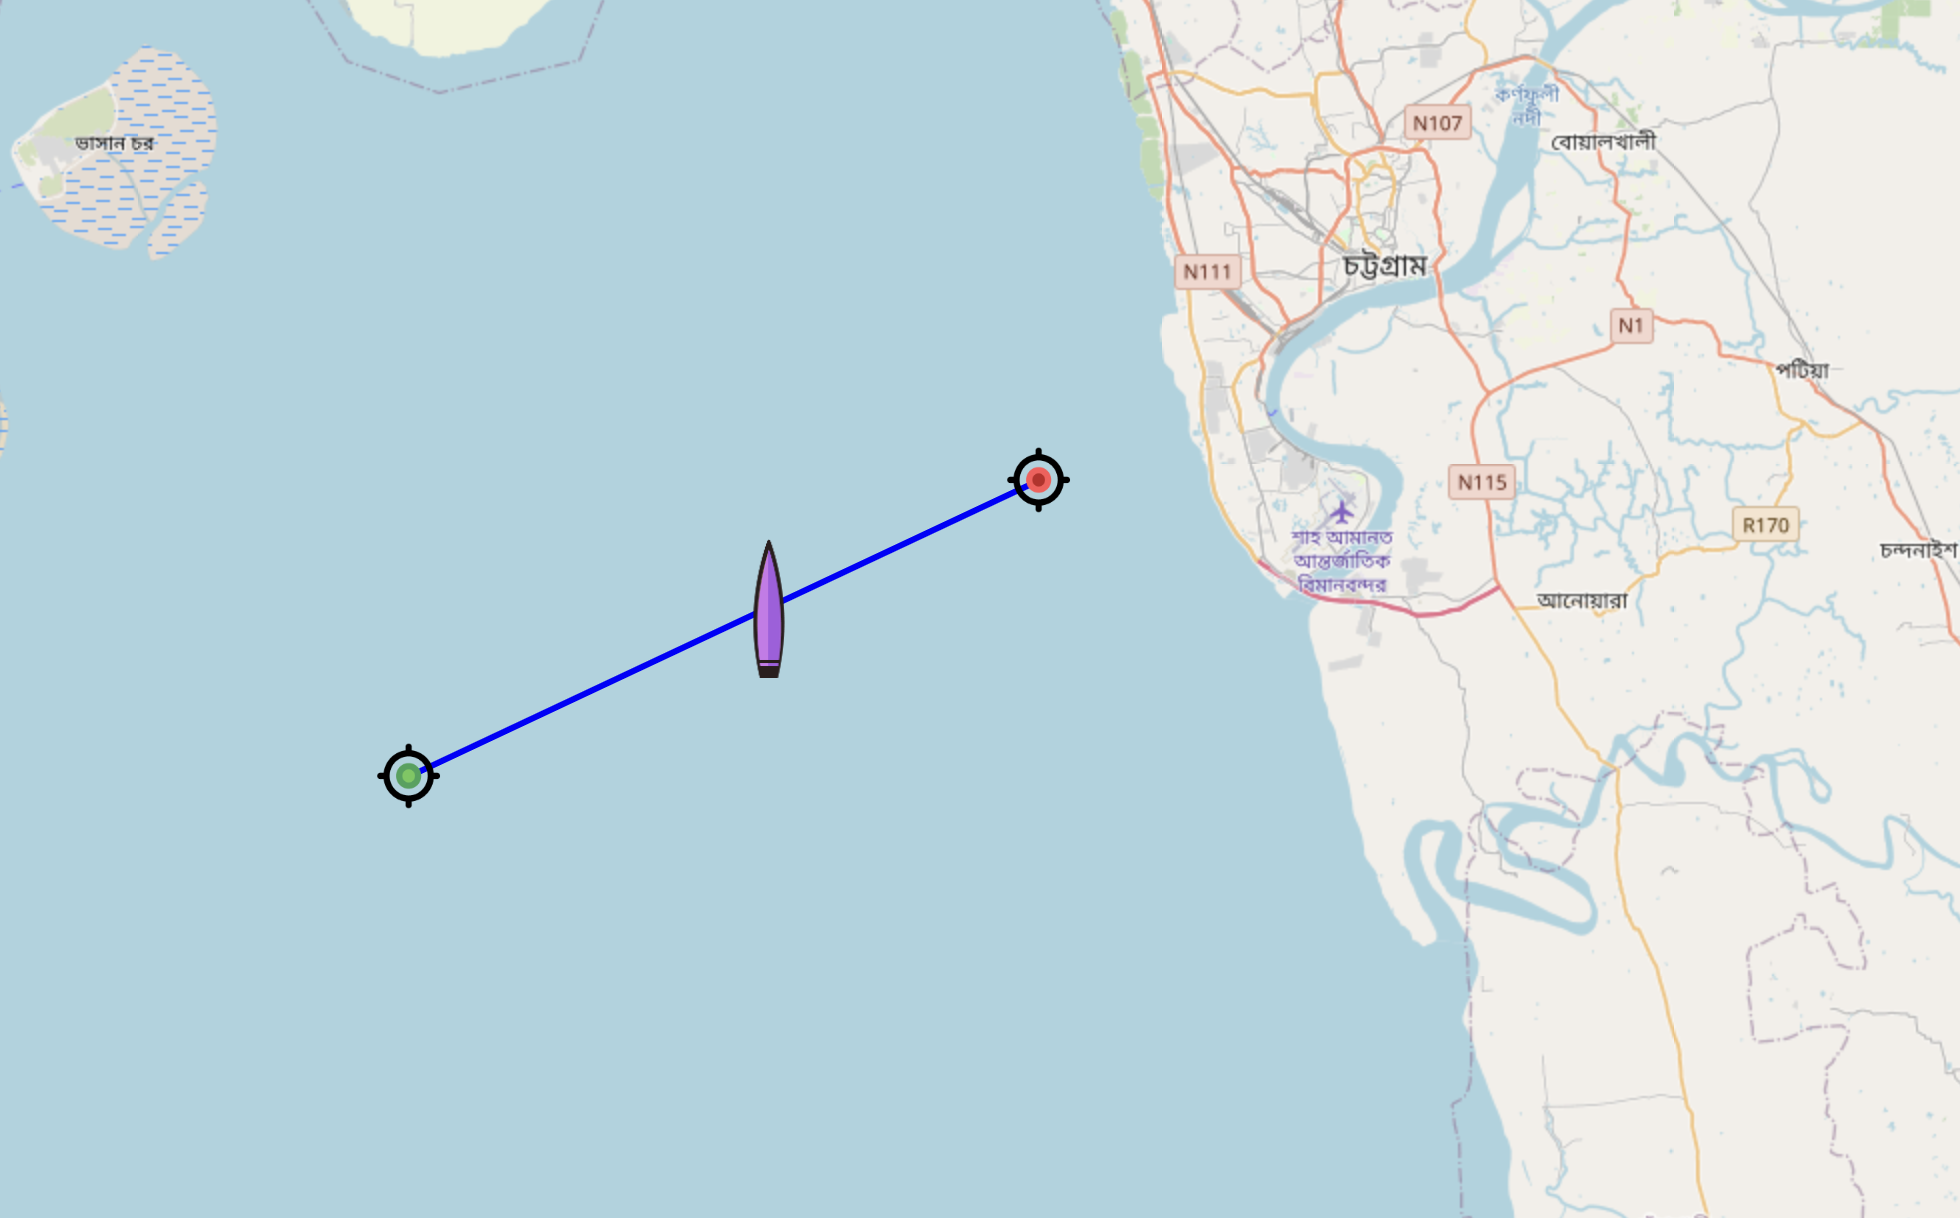 কর্ণফুলী
নদী
N107
বোয়ালখালী
ভাসান চর
চট্টগ্রাম
N111
N1
পটিয়া
N115
R170
শাহ আমানত
আন্তর্জাতিক
বিমানবন্দর
চন্দনাইশ
আনোয়ারা